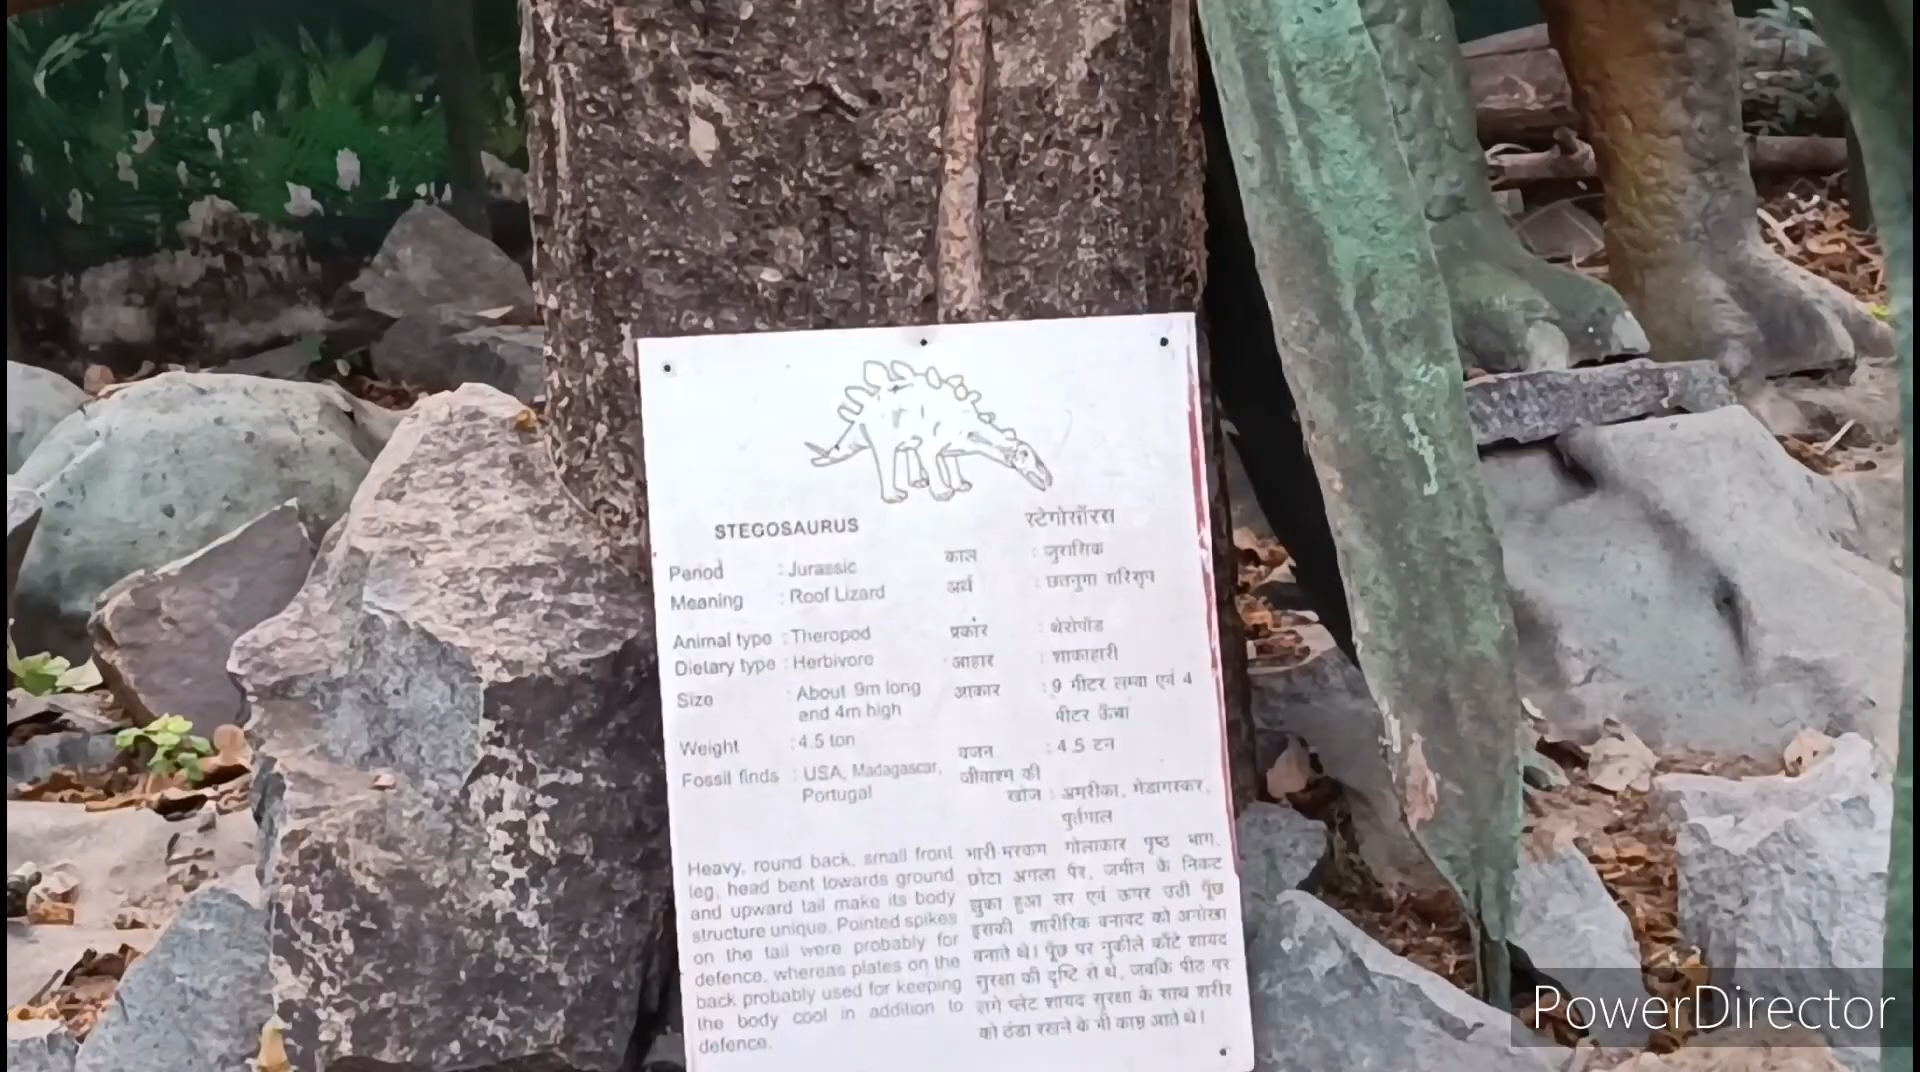 STEGOSAURUS
Period : Jurassic
Meaning : Roof Lizard
Animal type : Theropod
Dietary type : Herbivore
Size : About 9m long
and 4m high
Weight : 4.5 ton
Fossil finds : USA, Madagascar,
Portugal
Heavy, round back, small front
leg, head bent towards ground
and upward tail make its body
structure unique. Pointed spikes
on the tail were probably for
defence, whereas plates on the
back probably used for keeping
the body cool in addition to
defence.
स्टेगोसॉरस
काल : जुरासिक
अर्थ : छतनुमा सरिसृप
प्रकार : थेरोपॉड
आहार : शाकाहारी
आकार : 9 मीटर लम्बा एवं 4
मीटर ऊँचा
वजन : 4.5 टन
जीवाश्म की
खोज : अमरीका, मेडागास्कर,
पुर्तगाल
भारी भरकम गोलाकार पृष्ठ भाग,
छोटा अगला पैर, जमीन के निकट
झुका हुआ सर एवं ऊपर उठी पूँछ
इसकी शारीरिक बनावट को अनोखा
बनाते थे। पूँछ पर नुकीले काँटे शायद
सुरक्षा की दृष्टि से थे, जबकि पीठ पर
लगे प्लेट शायद सुरक्षा के साथ शरीर
को ठंडा रखने के भी काम आते थे।
PowerDirector